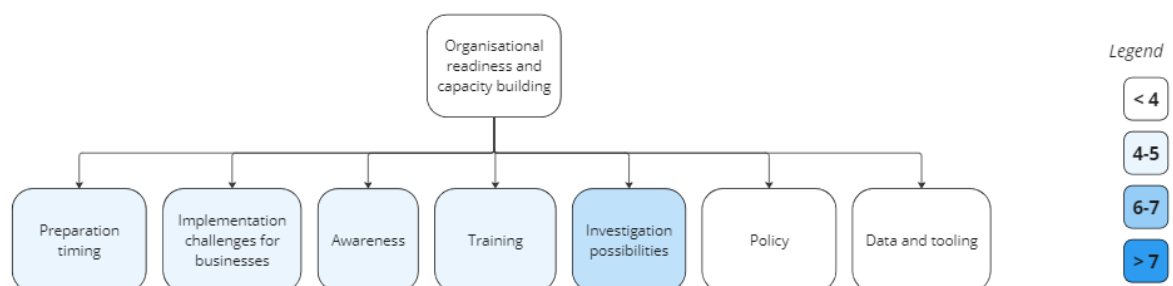 Organisational
readiness and
capacity building
Legend
< 4
4-5
6-7
> 7
Preparation
timing
Implementation
challenges for
businesses
Awareness
Training
Investigation
possibilities
Policy
Data and tooling